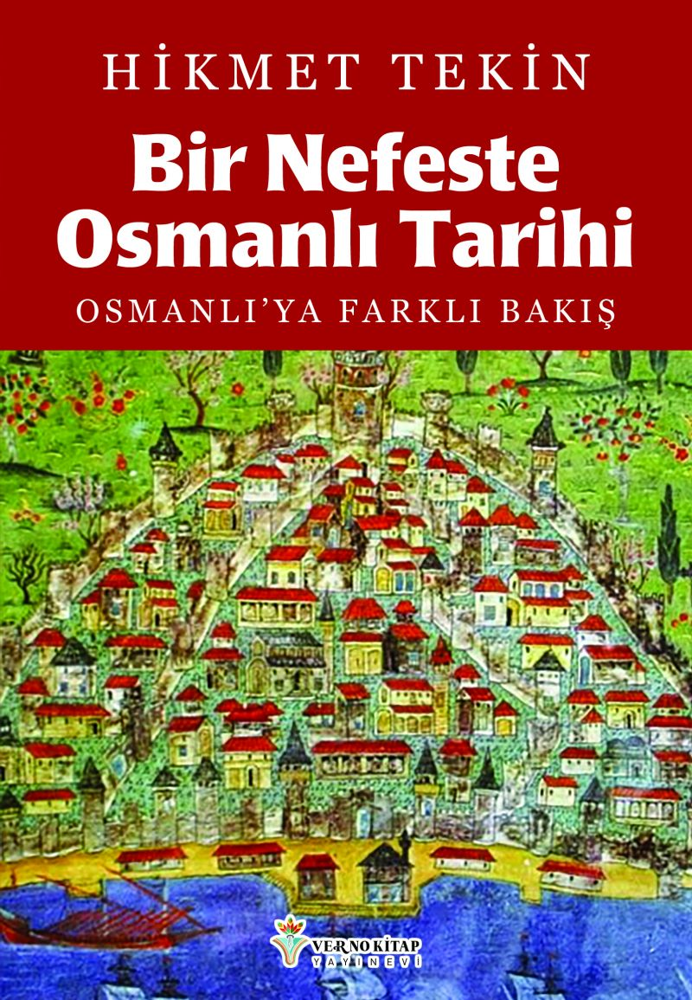 HİKMET TEKİN
Bir Nefeste
Osmanlı Tarihi
OSMANLI'YA FARKLI BAKIŞ
VERNO KİTAP
YAYINEVİ